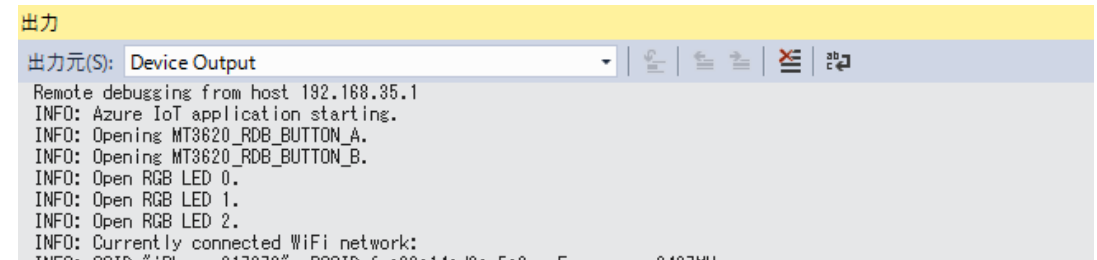 出力
出力元(S): Device Output
Remote debugging from host 192.168.35.1
INFO: Azure IoT application starting.
INFO: Opening MT3620_RDB_BUTTON_A.
INFO: Opening MT3620_RDB_BUTTON_B.
INFO: Open RGB LED 0.
INFO: Open RGB LED 1.
INFO: Open RGB LED 2.
INFO: Currently connected WiFi network: